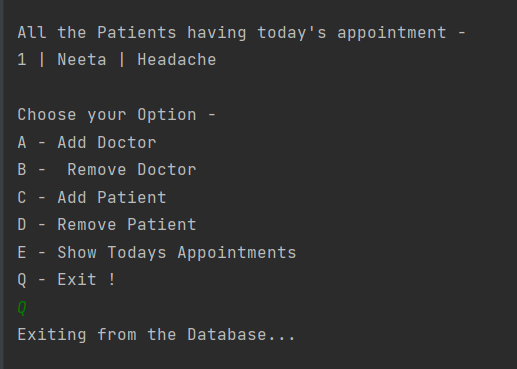 All the Patients having today's appointment -
1 | Neeta | Headache
Choose your Option -
A - Add Doctor
B -  Remove Doctor
C - Add Patient
D - Remove Patient
E - Show Todays Appointments
Q - Exit !
Q
Exiting from the Database...